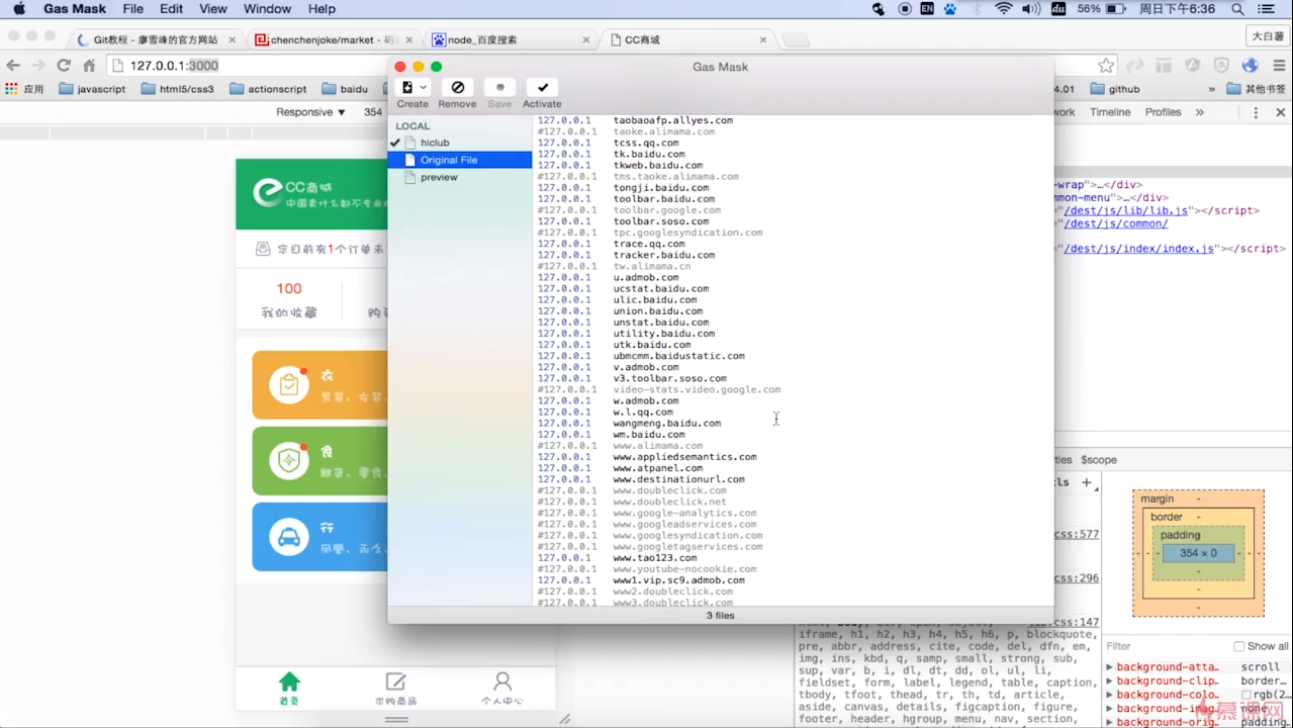 Gas Mask File Edit View Window Help
56% 周日下午6:36
Git教程 - 廖雪峰的官方网站
chenchenjoke/market - 码
node_百度搜索
CC商城
大白薯
127.0.0.1:3000
应用 javascript html5/css3 actionscript baidu
4.01 github » 其他书签
Responsive ▼ 354
Timeline Profiles »
Gas Mask
Create Remove Save Activate
LOCAL
hiclub
Original File
preview
127.0.0.1 taobaoafp.allyes.com
#127.0.0.1 taoke.alimama.com
127.0.0.1 tcss.qq.com
127.0.0.1 tk.baidu.com
127.0.0.1 tkweb.baidu.com
#127.0.0.1 tms.taoke.alimama.com
127.0.0.1 tongji.baidu.com
127.0.0.1 toolbar.baidu.com
#127.0.0.1 toolbar.google.com
127.0.0.1 toolbar.soso.com
#127.0.0.1 tpc.googlesyndication.com
127.0.0.1 trace.qq.com
127.0.0.1 tracker.baidu.com
#127.0.0.1 tw.alimama.cn
127.0.0.1 u.admob.com
127.0.0.1 ucstat.baidu.com
127.0.0.1 ulic.baidu.com
127.0.0.1 union.baidu.com
127.0.0.1 unstat.baidu.com
127.0.0.1 utility.baidu.com
127.0.0.1 utk.baidu.com
127.0.0.1 ubmcmm.baidustatic.com
127.0.0.1 v.admob.com
127.0.0.1 v3.toolbar.soso.com
#127.0.0.1 video-stats.video.google.com
127.0.0.1 w.admob.com
127.0.0.1 w.l.qq.com
127.0.0.1 wangmeng.baidu.com
127.0.0.1 wm.baidu.com
#127.0.0.1 www.alimama.com
127.0.0.1 www.appliedsemantics.com
127.0.0.1 www.atpanel.com
127.0.0.1 www.destinationurl.com
#127.0.0.1 www.doubleclick.com
#127.0.0.1 www.doubleclick.net
#127.0.0.1 www.google-analytics.com
#127.0.0.1 www.googleadservices.com
#127.0.0.1 www.googlesyndication.com
#127.0.0.1 www.googletagservices.com
127.0.0.1 www.tao123.com
#127.0.0.1 www.youtube-nocookie.com
127.0.0.1 www1.vip.sc9.admob.com
#127.0.0.1 www2.doubleclick.com
#127.0.0.1 www3.doubleclick.com
3 files
CC商城
100
我的收藏
衣
食
行
首页
个人中心
-wrap">…</div>
mon-menu">…</div>
="/dest/js/lib/lib.js"></script>
="/dest/js/common/
="/dest/js/index/index.js"></script>
ties $scope
css:577
css:296
css:147
margin -
border -
padding
354 × 0
Filter Show all
background-atta… scroll
background-clip… border…
background-colo… rgb(2…
background-ima… none
background-orig… padding…
iframe, h1, h2, h3, h4, h5, h6, p, blockquote,
pre, abbr, address, cite, code, del, dfn, em,
img, ins, kbd, q, samp, small, strong, sub,
sup, var, b, i, dl, dt, dd, ol, ul, li,
fieldset, form, label, legend, table, caption,
tbody, tfoot, thead, tr, th, td, article,
aside, canvas, details, figcaption, figure,
footer, header, hgroup, menu, nav, section,
慕课网